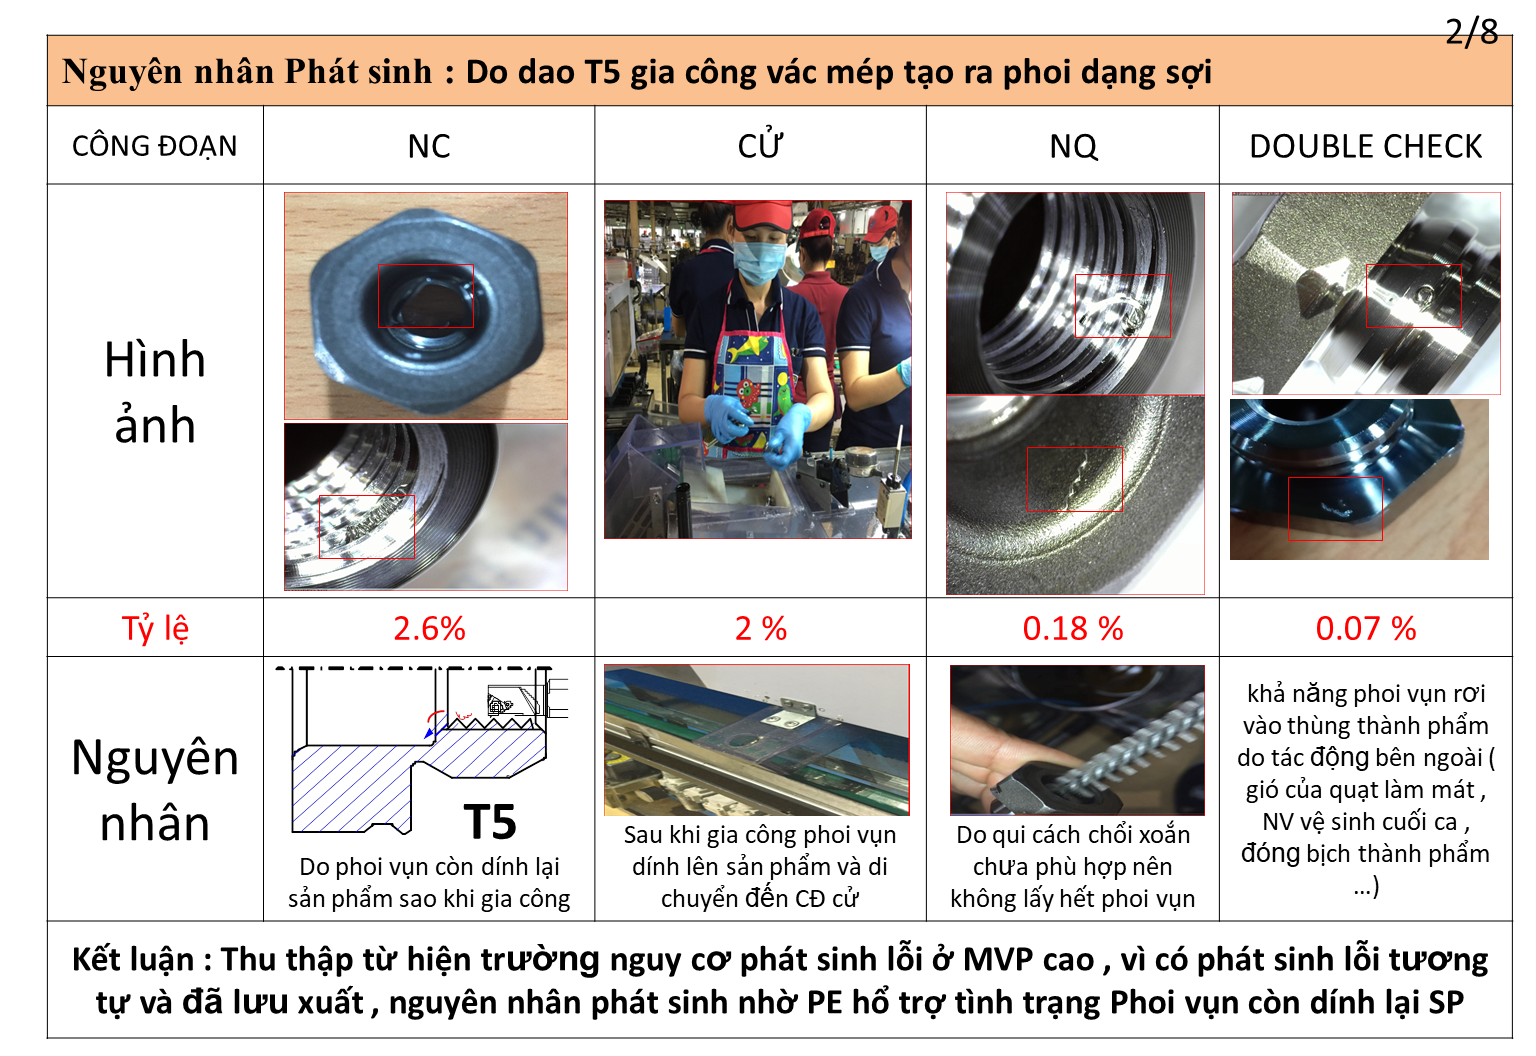 2/8
Nguyên nhân Phát sinh : Do dao T5 gia công vác mép tạo ra phoi dạng sợi
CÔNG ĐOẠN
NC
CỬ
NQ
DOUBLE CHECK
Hình
ảnh
Tỷ lệ
2.6%
2 %
0.18 %
0.07 %
Nguyên
nhân
T5
Do phoi vụn còn dính lại
sản phẩm sao khi gia công
Sau khi gia công phoi vụn
dính lên sản phẩm và di
chuyển đến CĐ cử
Do qui cách chổi xoắn
chưa phù hợp nên
không lấy hết phoi vụn
khả năng phoi vụn rơi
vào thùng thành phẩm
do tác động bên ngoài (
gió của quạt làm mát ,
NV vệ sinh cuối ca ,
đóng bịch thành phẩm
...)
Kết luận : Thu thập từ hiện trường nguy cơ phát sinh lỗi ở MVP cao , vì có phát sinh lỗi tương
tự và đã lưu xuất , nguyên nhân phát sinh nhờ PE hổ trợ tình trạng Phoi vụn còn dính lại SP